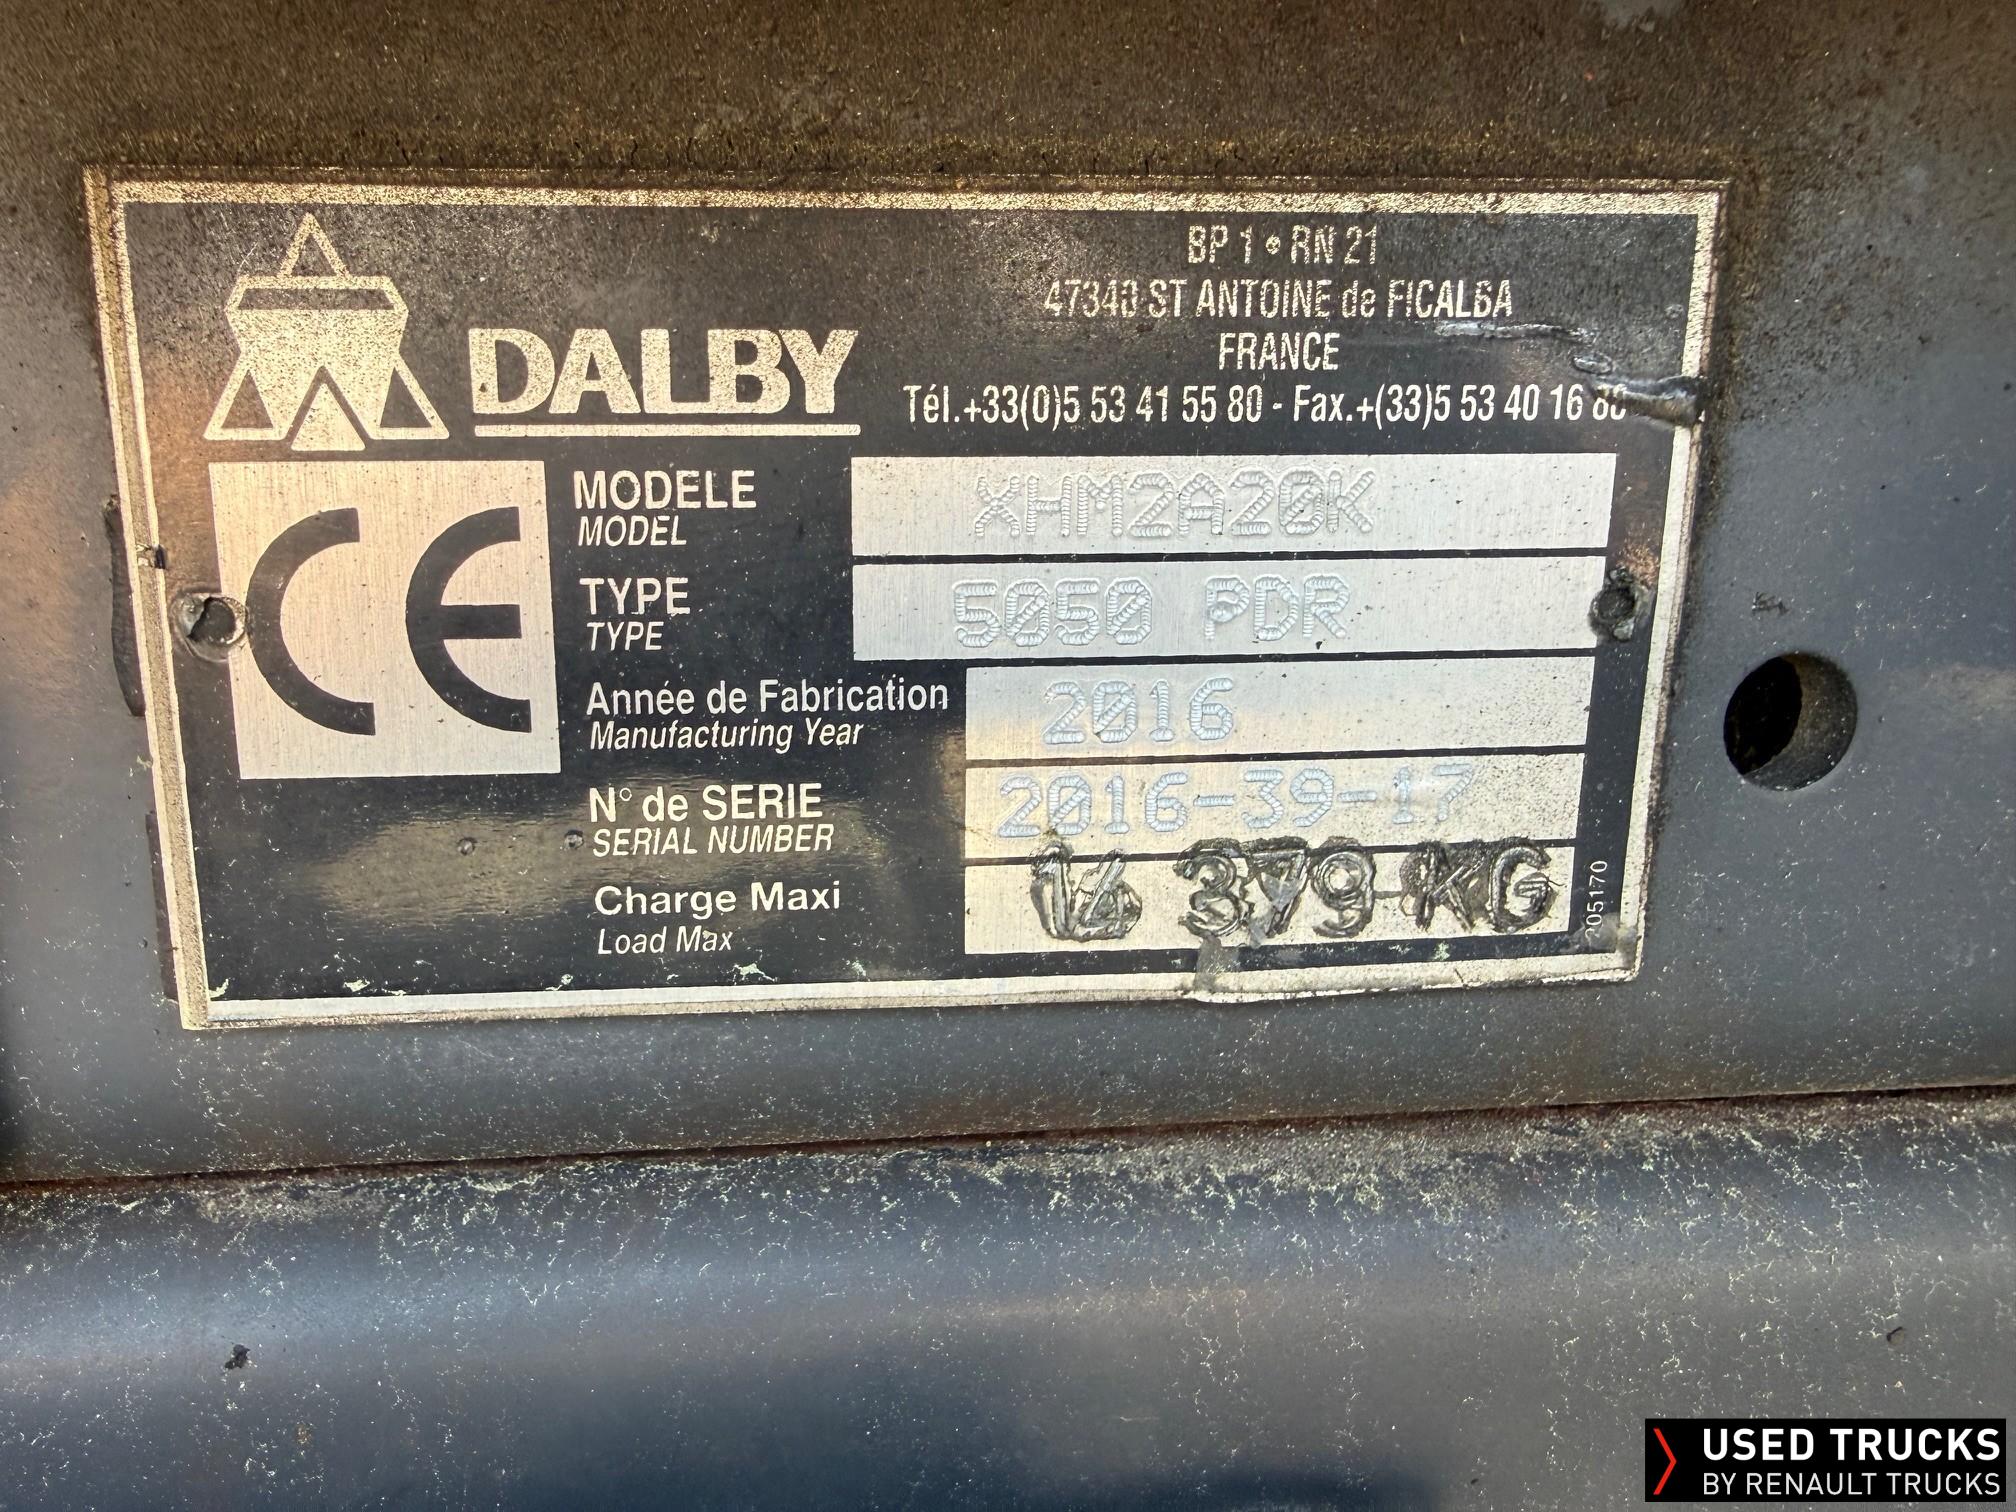 BP 1 • RN 21
47340 ST ANTOINE de FICALBA
FRANCE
Tél.+33(0)5 53 41 55 80 - Fax.+(33)5 53 40 16 80
DALBY
CE
MODELE
MODEL
XHM2A20K
TYPE
TYPE
5050 PDR
Année de Fabrication
Manufacturing Year
2016
N° de SERIE
SERIAL NUMBER
2016-39-17
Charge Maxi
Load Max
16 379 KG
USED TRUCKS
BY RENAULT TRUCKS